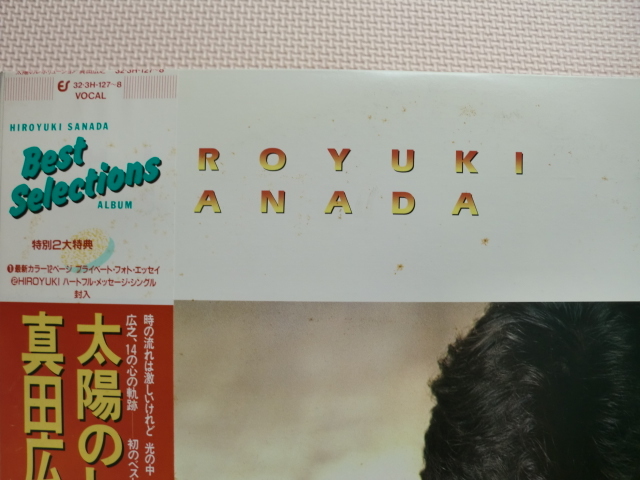 ES 32·3H-127~8
VOCAL
HIROYUKI SANADA
Best
Selections
ALBUM
特別2大特典
❶最新カラー12ページ プライベート・フォト・エッセイ
❷HIROYUKI ハートフル・メッセージ・シングル
封入
ROYUKI
ANADA
時の流れは激しいけれど 光の中
広之、14の心の軌跡——初のベス
太陽の
真田広